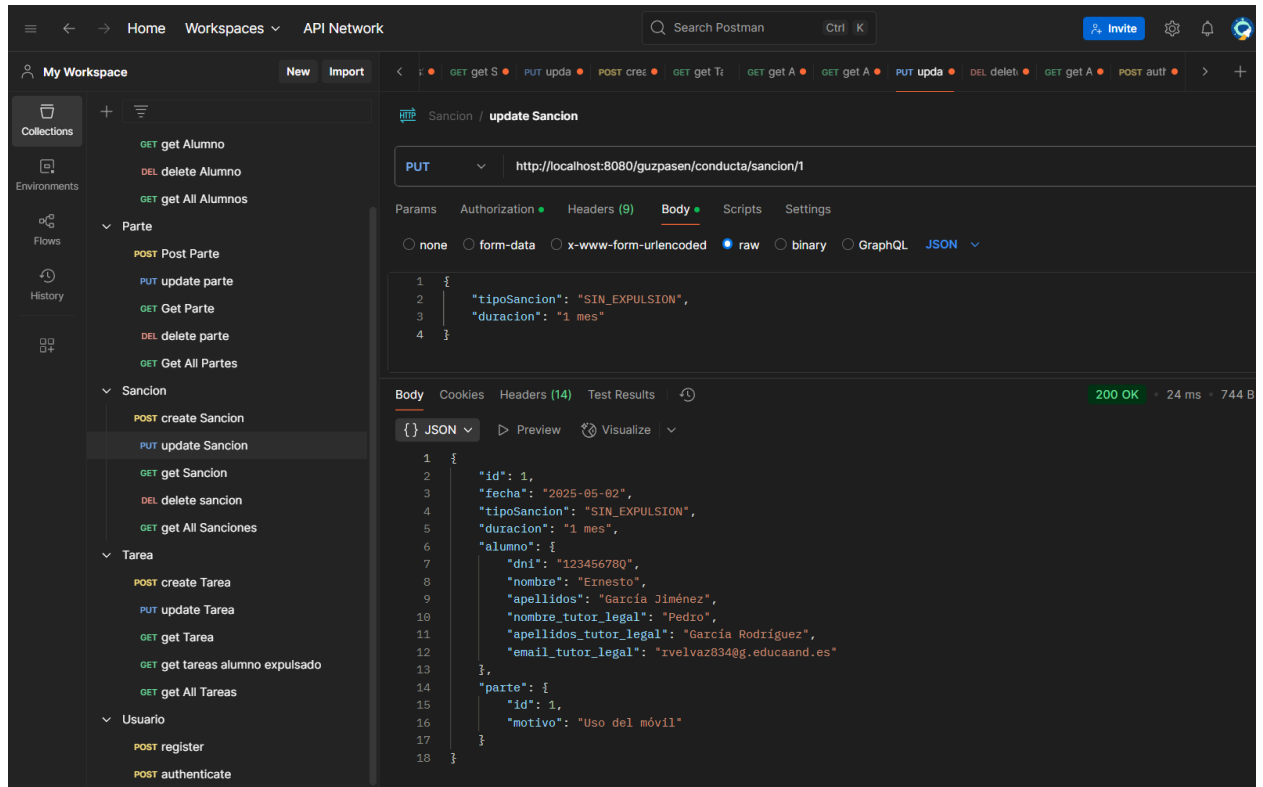 Home Workspaces API Network Search Postman Ctrl K Invite
My Workspace New Import GET get S PUT upda POST crea GET get Ta GET get A GET get A PUT upda DEL delet GET get A POST auth
Collections
Environments
Flows
History
GET get Alumno
DEL delete Alumno
GET get All Alumnos
Parte
POST Post Parte
PUT update parte
GET Get Parte
DEL delete parte
GET Get All Partes
Sancion
POST create Sancion
PUT update Sancion
GET get Sancion
DEL delete sancion
GET get All Sanciones
Tarea
POST create Tarea
PUT update Tarea
GET get Tarea
GET get tareas alumno expulsado
GET get All Tareas
Usuario
POST register
POST authenticate
HTTP Sancion / update Sancion
PUT http://localhost:8080/guzpasen/conducta/sancion/1
Params Authorization Headers (9) Body Scripts Settings
none form-data x-www-form-urlencoded raw binary GraphQL JSON
1 {
2 "tipoSancion": "SIN_EXPULSION",
3 "duracion": "1 mes"
4 }
Body Cookies Headers (14) Test Results 200 OK 24 ms 744 B
{} JSON Preview Visualize
1 {
2 "id": 1,
3 "fecha": "2025-05-02",
4 "tipoSancion": "SIN_EXPULSION",
5 "duracion": "1 mes",
6 "alumno": {
7 "dni": "12345678Q",
8 "nombre": "Ernesto",
9 "apellidos": "García Jiménez",
10 "nombre_tutor_legal": "Pedro",
11 "apellidos_tutor_legal": "García Rodríguez",
12 "email_tutor_legal": "rvelvaz834@g.educaand.es"
13 },
14 "parte": {
15 "id": 1,
16 "motivo": "Uso del móvil"
17 }
18 }